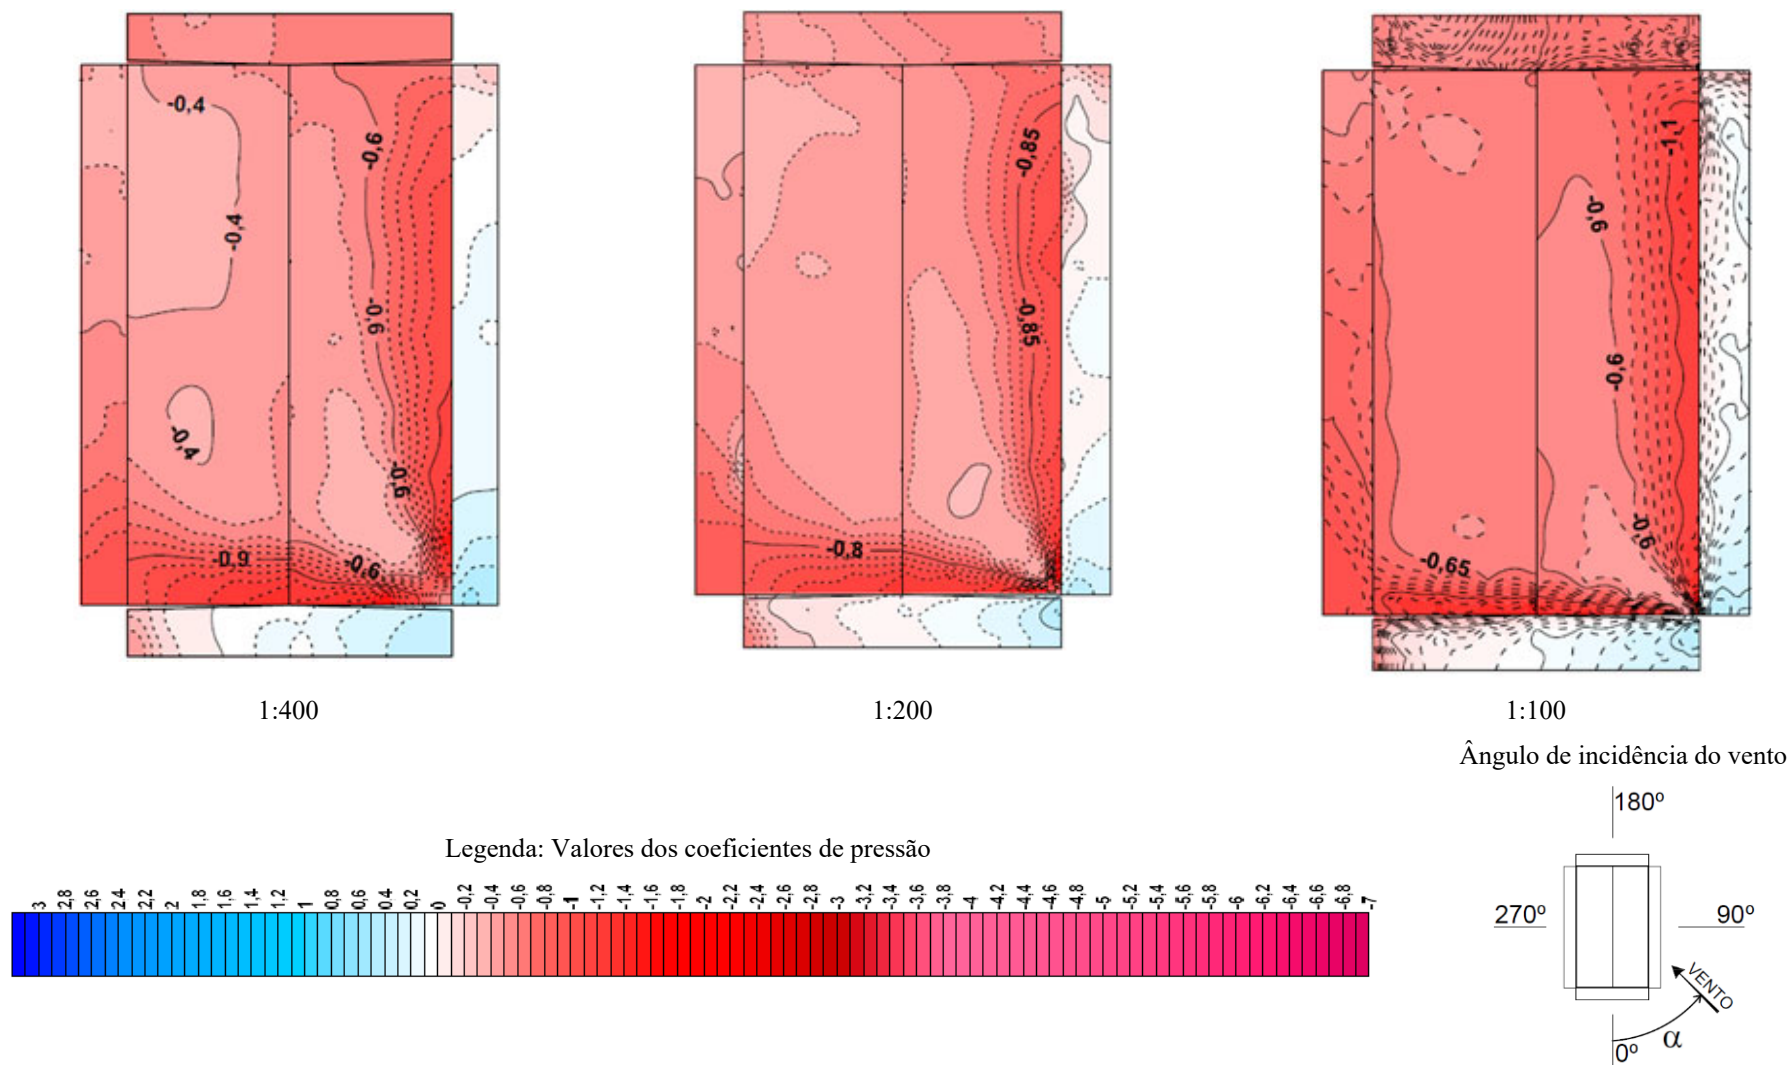 -0,4
-0,4
-0,4
-0,6
-0,6
-0,6
-0,9
-0,6
-0,85
-0,85
-0,8
-1,1
-0,6
-0,6
-0,6
-0,65
1:400
1:200
1:100
Ângulo de incidência do vento
180º
270º
90º
VENTO
α
0º
Legenda: Valores dos coeficientes de pressão
3 2,8 2,6 2,4 2,2 2 1,8 1,6 1,4 1,2 1 0,8 0,6 0,4 0,2 0 -0,2 -0,4 -0,6 -0,8 -1 -1,2 -1,4 -1,6 -1,8 -2 -2,2 -2,4 -2,6 -2,8 -3 -3,2 -3,4 -3,6 -3,8 -4 -4,2 -4,4 -4,6 -4,8 -5 -5,2 -5,4 -5,6 -5,8 -6 -6,2 -6,4 -6,6 -6,8 -7